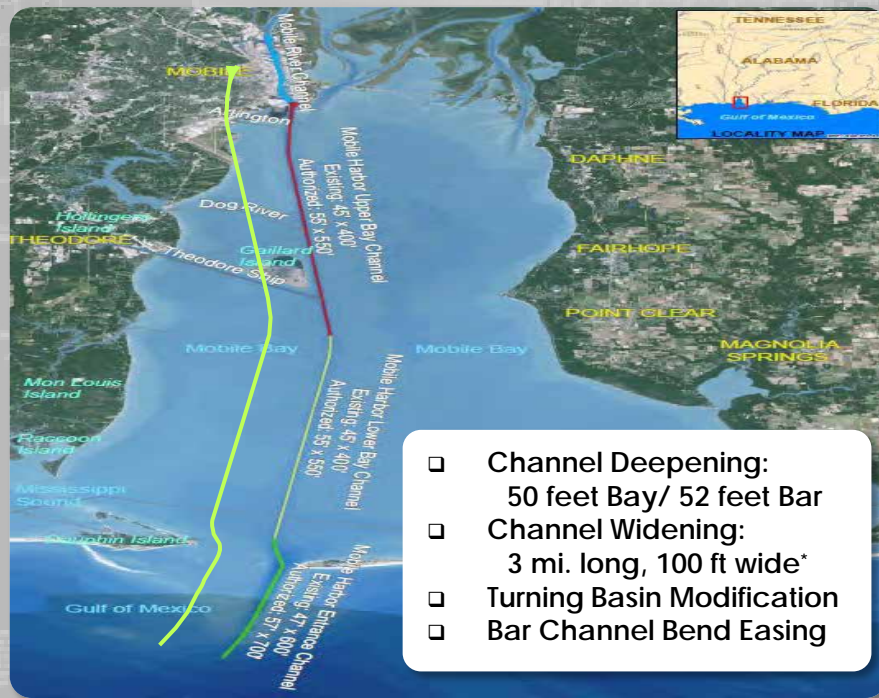 TENNESSEE
ALABAMA
FLORIDA
Gulf of Mexico
LOCALITY MAP
MOBILE
Mobile River Channel
Arlington
Mobile Harbor Upper Bay Channel
Existing: 45' x 400'
Authorized: 55 x 550'
DAPHNE
Dog River
Hollingers
Island
THEODORE
Gaillard
Island
Theodore Ship
FAIRHOPE
POINT CLEAR
Mobile Bay
Mobile Bay
MAGNOLIA
SPRINGS
Mobile Harbor Lower Bay Channel
Existing: 45 x 400'
Authorized: 55 x 550'
Mon Louis
Island
Raccoon
Island
Mississippi
Sound
Dauphin Island
Gulf of Mexico
Mobile Harbor Entrance Channel
Existing: 47' x 600'
Authorized: 57 x 700'
❑ Channel Deepening:
50 feet Bay/ 52 feet Bar
❑ Channel Widening:
3 mi. long, 100 ft wide*
❑ Turning Basin Modification
❑ Bar Channel Bend Easing